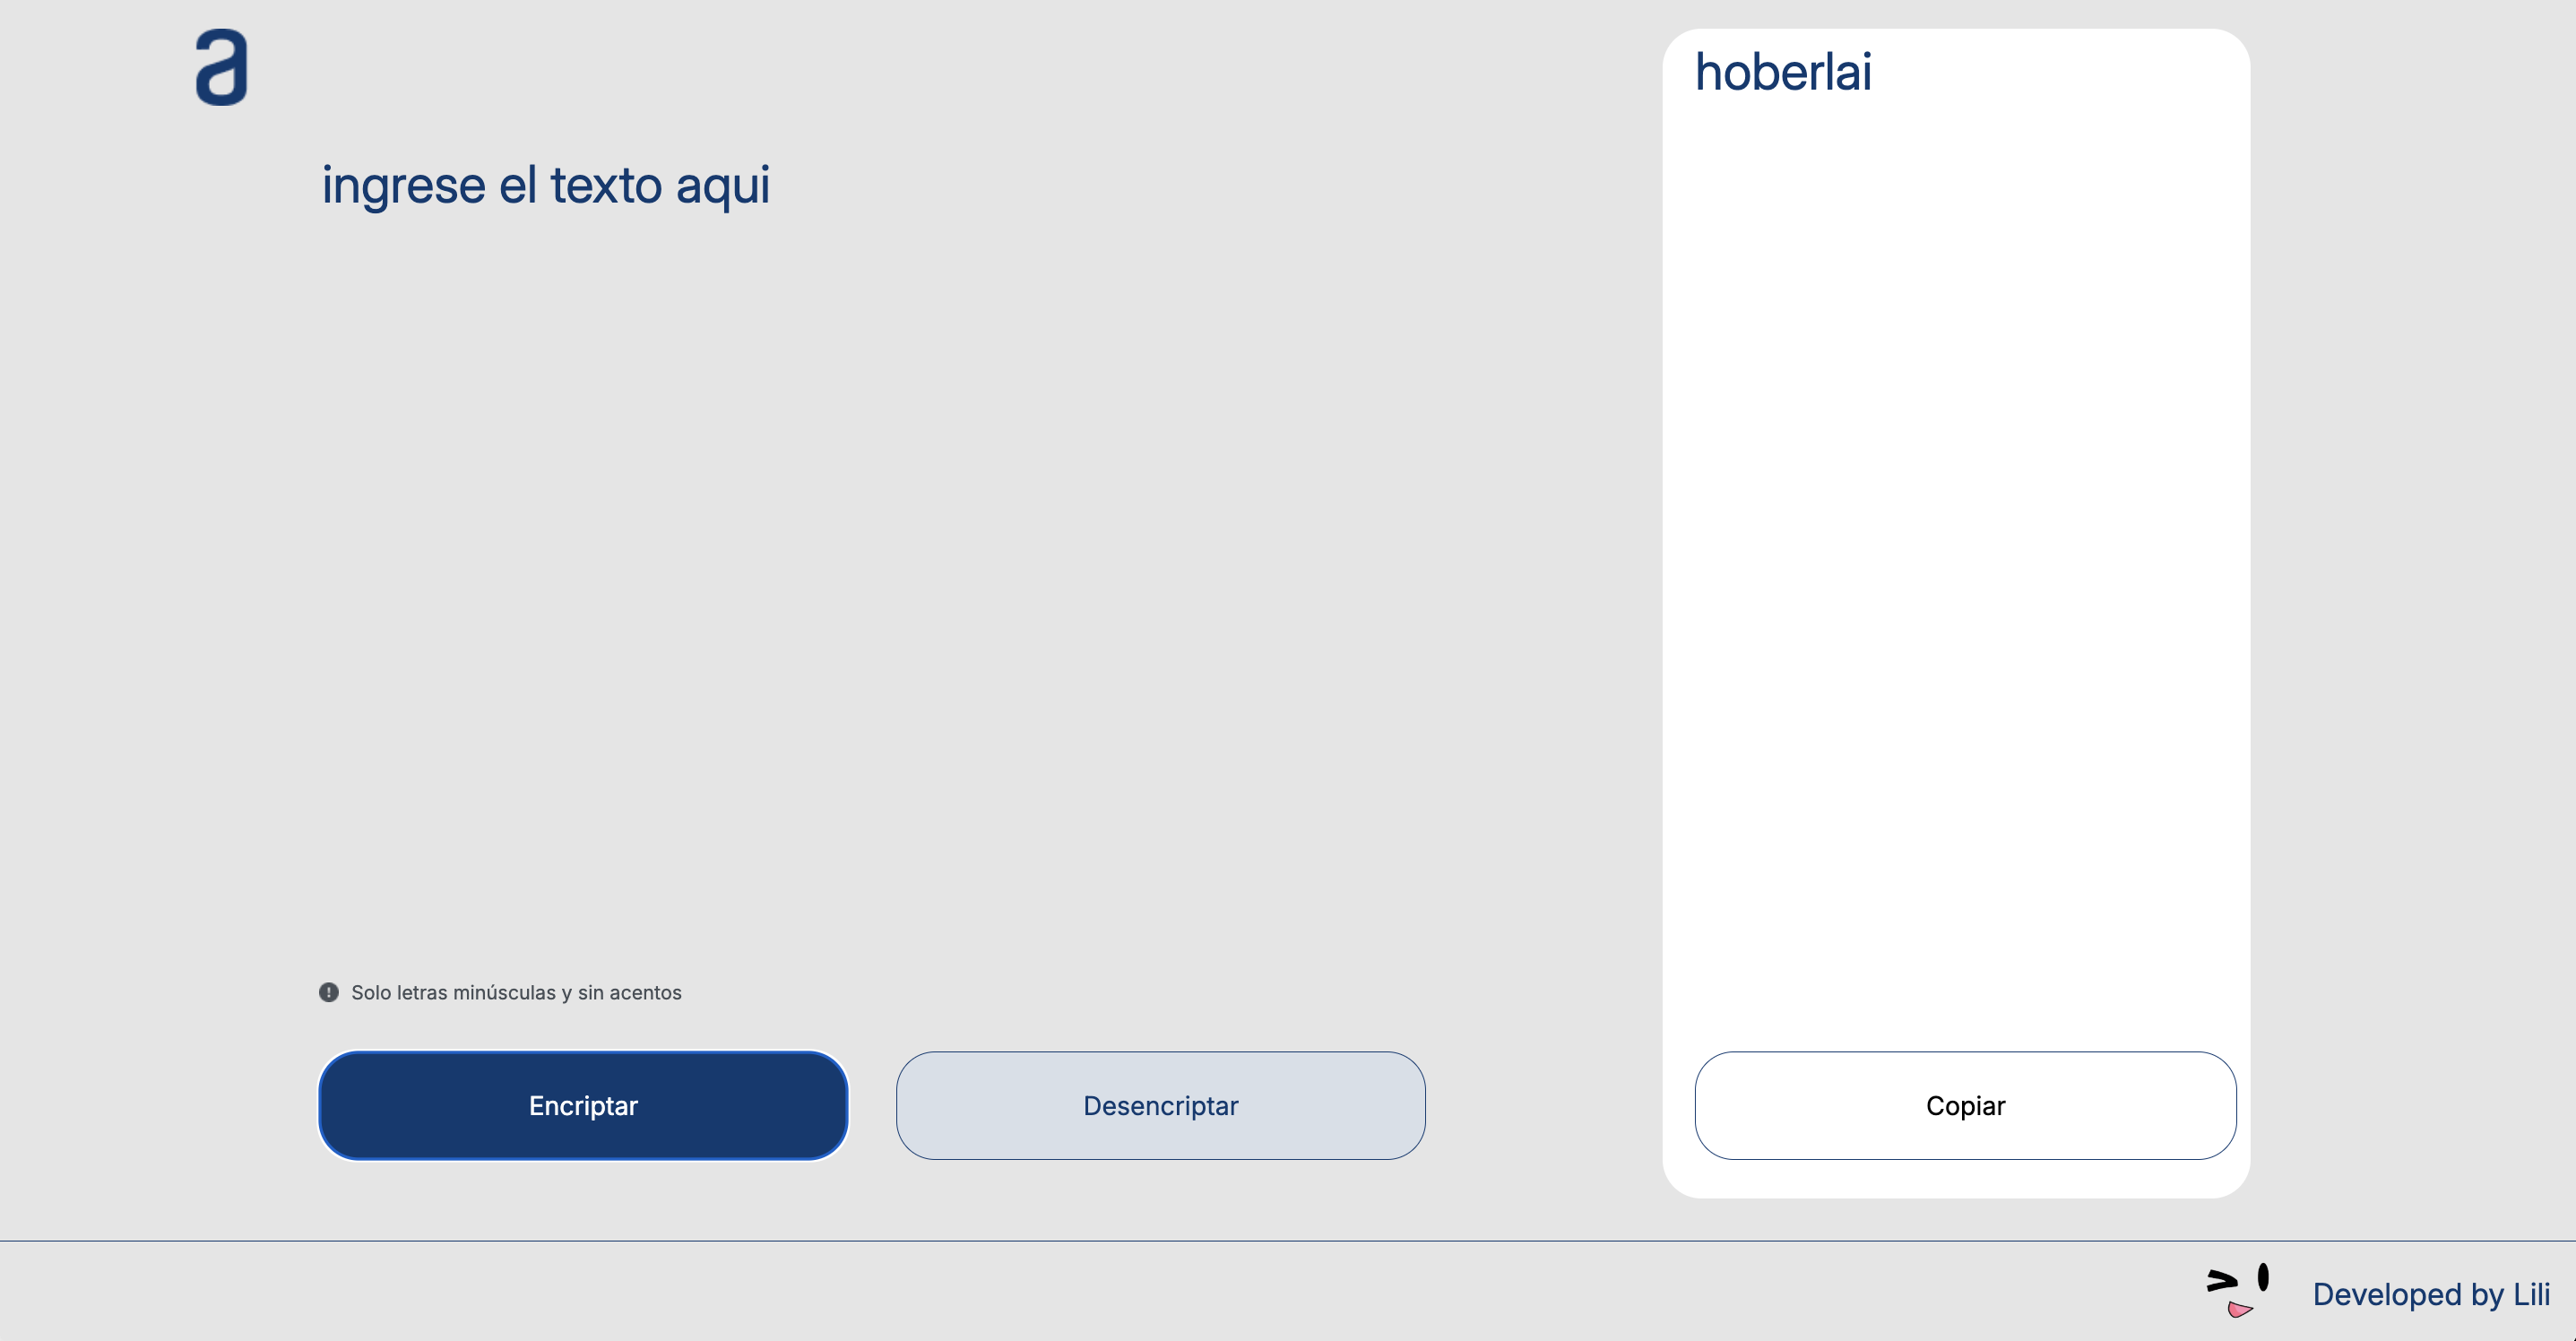 a
ingrese el texto aqui
Solo letras minúsculas y sin acentos
Encriptar
Desencriptar
hoberlai
Copiar
Developed by Lili